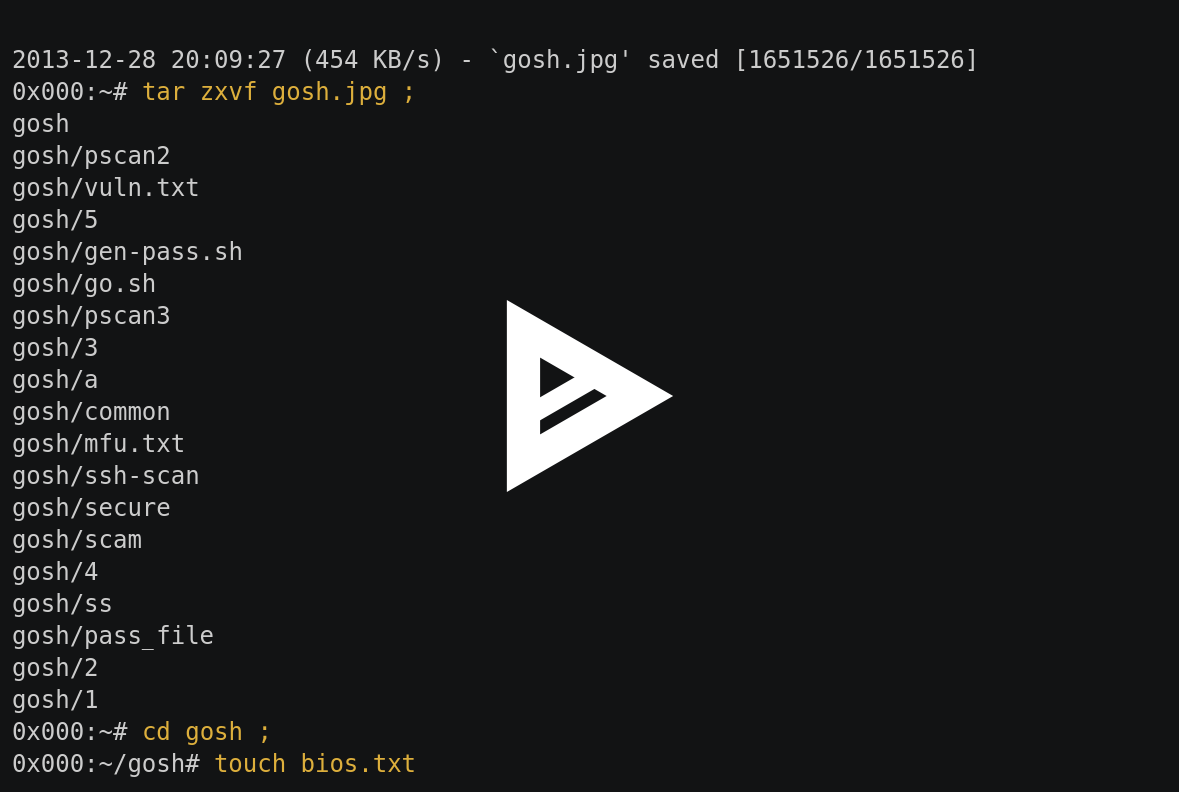 2013-12-28 20:09:27 (454 KB/s) - `gosh.jpg' saved [1651526/1651526]
0x000:~# tar zxvf gosh.jpg ;
gosh
gosh/pscan2
gosh/vuln.txt
gosh/5
gosh/gen-pass.sh
gosh/go.sh
gosh/pscan3
gosh/3
gosh/a
gosh/common
gosh/mfu.txt
gosh/ssh-scan
gosh/secure
gosh/scam
gosh/4
gosh/ss
gosh/pass_file
gosh/2
gosh/1
0x000:~# cd gosh ;
0x000:~/gosh# touch bios.txt